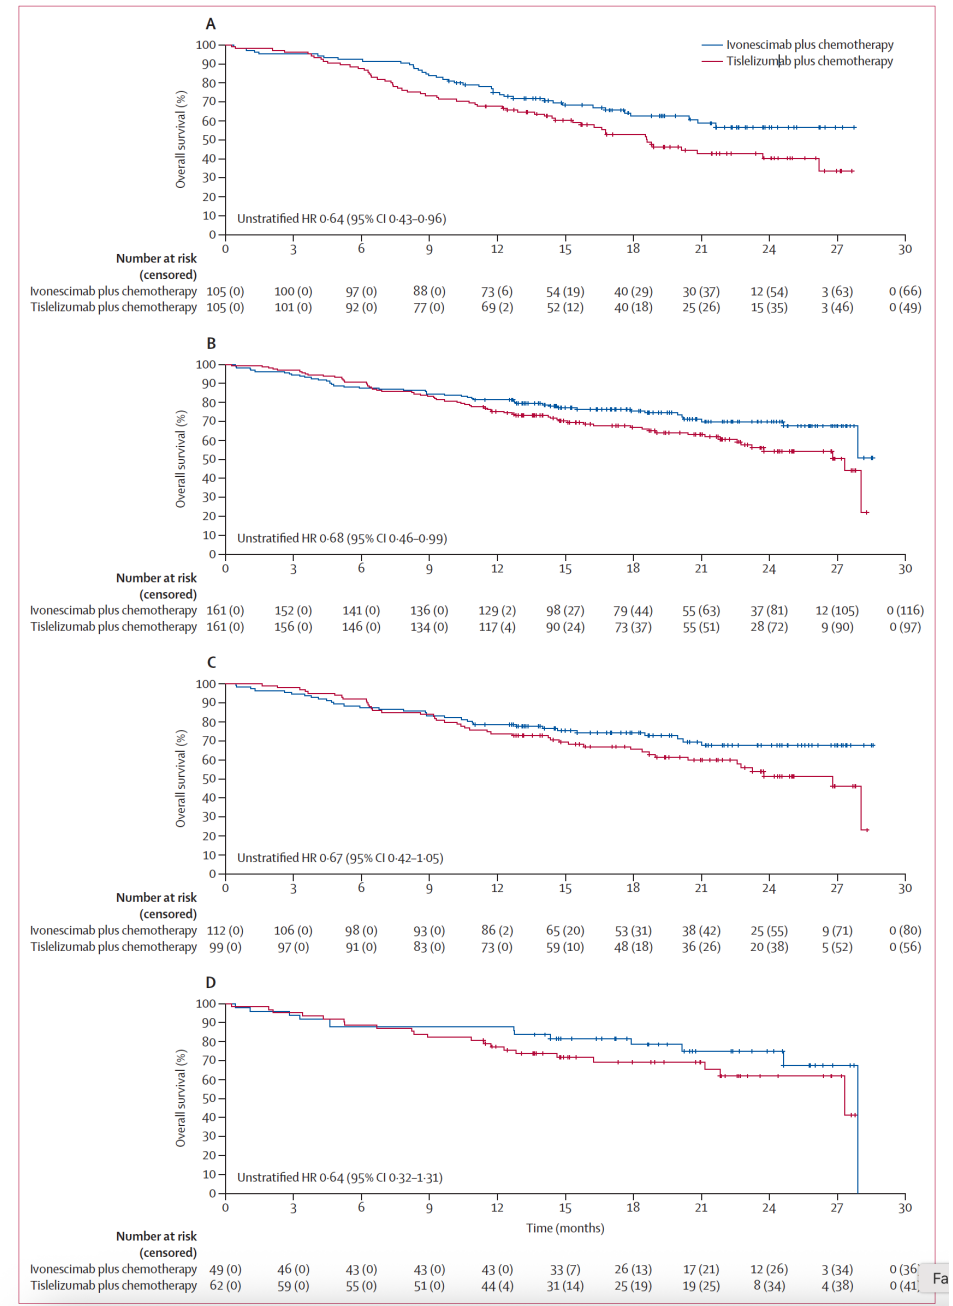 A
Ivonescimab plus chemotherapy
Tislelizumab plus chemotherapy
100
90
80
70
60
50
40
30
20
10
0
Overall survival (%)
Unstratified HR 0·64 (95% CI 0·43–0·96)
0 3 6 9 12 15 18 21 24 27 30
Number at risk
(censored)
Ivonescimab plus chemotherapy 105 (0) 100 (0) 97 (0) 88 (0) 73 (6) 54 (19) 40 (29) 30 (37) 12 (54) 3 (63) 0 (66)
Tislelizumab plus chemotherapy 105 (0) 101 (0) 92 (0) 77 (0) 69 (2) 52 (12) 40 (18) 25 (26) 15 (35) 3 (46) 0 (49)
B
100
90
80
70
60
50
40
30
20
10
0
Overall survival (%)
Unstratified HR 0·68 (95% CI 0·46–0·99)
0 3 6 9 12 15 18 21 24 27 30
Number at risk
(censored)
Ivonescimab plus chemotherapy 161 (0) 152 (0) 141 (0) 136 (0) 129 (2) 98 (27) 79 (44) 55 (63) 37 (81) 12 (105) 0 (116)
Tislelizumab plus chemotherapy 161 (0) 156 (0) 146 (0) 134 (0) 117 (4) 90 (24) 73 (37) 55 (51) 28 (72) 9 (90) 0 (97)
C
100
90
80
70
60
50
40
30
20
10
0
Overall survival (%)
Unstratified HR 0·67 (95% CI 0·42–1·05)
0 3 6 9 12 15 18 21 24 27 30
Number at risk
(censored)
Ivonescimab plus chemotherapy 112 (0) 106 (0) 98 (0) 93 (0) 86 (2) 65 (20) 53 (31) 38 (42) 25 (55) 9 (71) 0 (80)
Tislelizumab plus chemotherapy 99 (0) 97 (0) 91 (0) 83 (0) 73 (0) 59 (10) 48 (18) 36 (26) 20 (38) 5 (52) 0 (56)
D
100
90
80
70
60
50
40
30
20
10
0
Overall survival (%)
Unstratified HR 0·64 (95% CI 0·32–1·31)
0 3 6 9 12 15 18 21 24 27 30
Time (months)
Number at risk
(censored)
Ivonescimab plus chemotherapy 49 (0) 46 (0) 43 (0) 43 (0) 43 (0) 33 (7) 26 (13) 17 (21) 12 (26) 3 (34) 0 (36
Tislelizumab plus chemotherapy 62 (0) 59 (0) 55 (0) 51 (0) 44 (4) 31 (14) 25 (19) 19 (25) 8 (34) 4 (38) 0 (41)
Fa